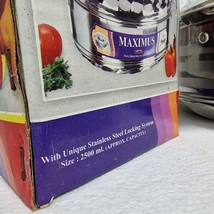 MAXIMUS
With Unique Stainless Steel Locking System
Size : 2500 ml. (APPROX. CAPACITY)